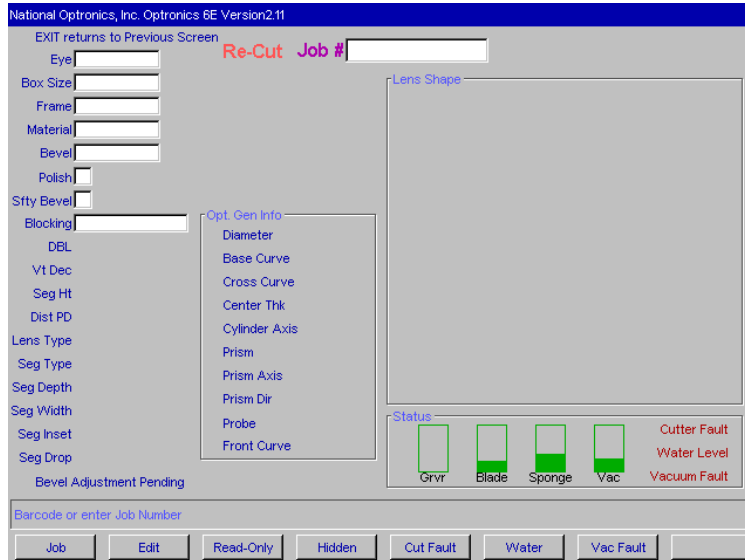 National Optronics, Inc. Optronics 6E Version2.11
EXIT returns to Previous Screen
Re-Cut Job #
Eye
Box Size
Frame
Material
Bevel
Polish
Sfty Bevel
Blocking
DBL
Vt Dec
Seg Ht
Dist PD
Lens Type
Seg Type
Seg Depth
Seg Width
Seg Inset
Seg Drop
Bevel Adjustment Pending
Opt. Gen Info
Diameter
Base Curve
Cross Curve
Center Thk
Cylinder Axis
Prism
Prism Axis
Prism Dir
Probe
Front Curve
Lens Shape
Status
Grvr Blade Sponge Vac
Cutter Fault
Water Level
Vacuum Fault
Barcode or enter Job Number
Job Edit Read-Only Hidden Cut Fault Water Vac Fault